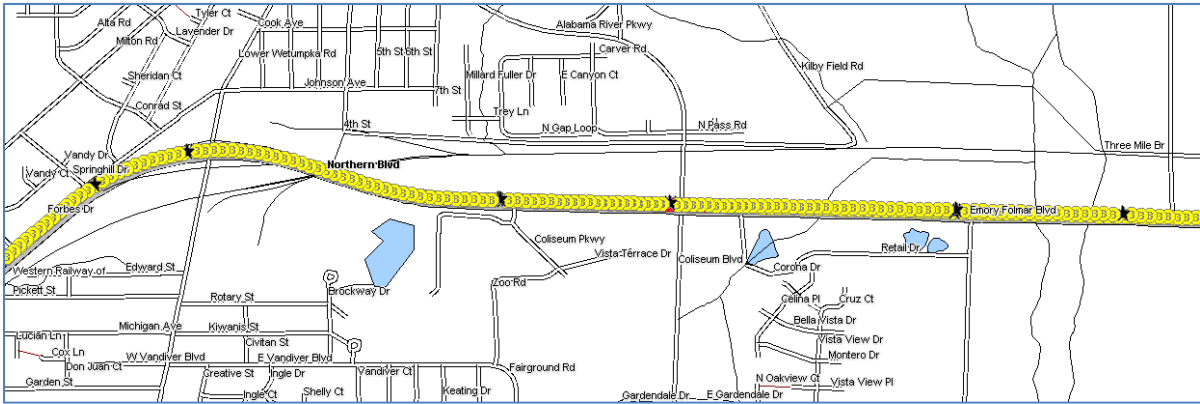 Tyler Ct
Alta Rd
Cook Ave
Lavender Dr
Milton Rd
Alabama River Pkwy
Lower Wetumpka Rd
5th St
6th St
Carver Rd
Kilby Field Rd
Sheridan Ct
Millard Fuller Dr
E Canyon Ct
Johnson Ave
7th St
Conrad St
Trey Ln
4th St
N Gap Loop
N Pass Rd
Three Mile Br
Vandy Dr
Northern Blvd
Springhill Dr
Vandy Ct
Forbes Dr
Emory Folmar Blvd
Coliseum Pkwy
Retail Dr
Vista Terrace Dr
Coliseum Blvd
Western Railway of
Edward St
Corona Dr
Zoo Rd
Pickett St
Brockway Dr
Rotary St
Celina Pl
Cruz Ct
Bella Vista Dr
Michigan Ave
Kiwanis St
Lucian Ln
Civitan St
Vista View Dr
Cox Ln
W Vandiver Blvd
E Vandiver Blvd
Montero Dr
Don Juan Ct
Creative St
Ingle Dr
Vandiver Ct
Fairground Rd
Garden St
N Oakview Ct
Vista View Pl
Ingle Ct
Shelly Ct
Keating Dr
Gardendale Dr
E Gardendale Dr